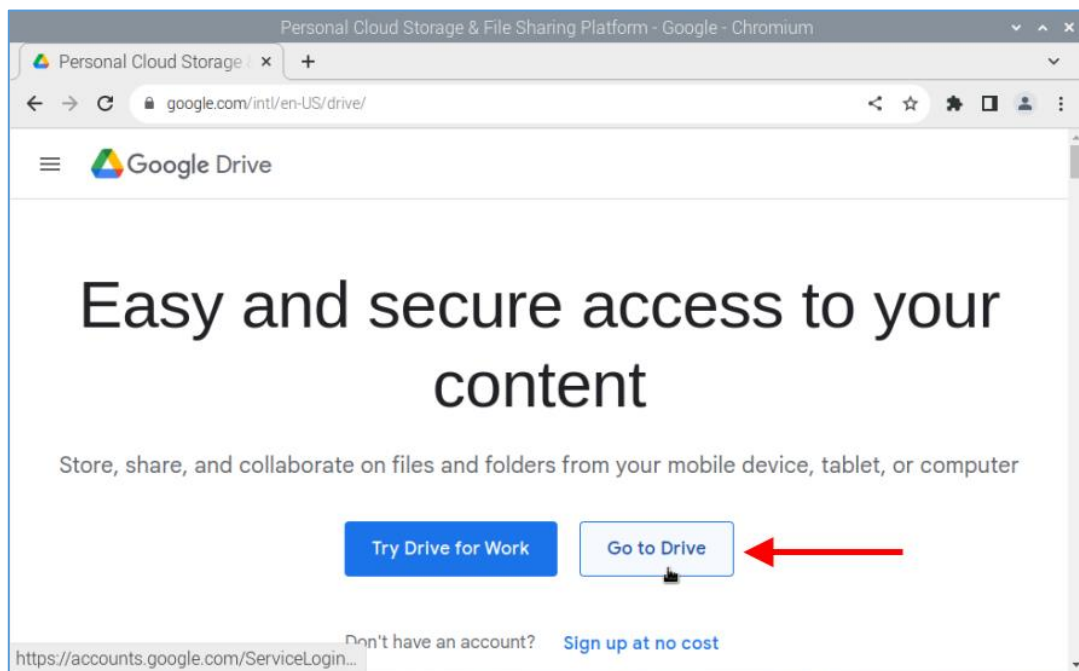 Personal Cloud Storage & File Sharing Platform - Google - Chromium
Personal Cloud Storage &
google.com/intl/en-US/drive/
Google Drive
Easy and secure access to your
content
Store, share, and collaborate on files and folders from your mobile device, tablet, or computer
Try Drive for Work Go to Drive
Don't have an account? Sign up at no cost
https://accounts.google.com/ServiceLogin...